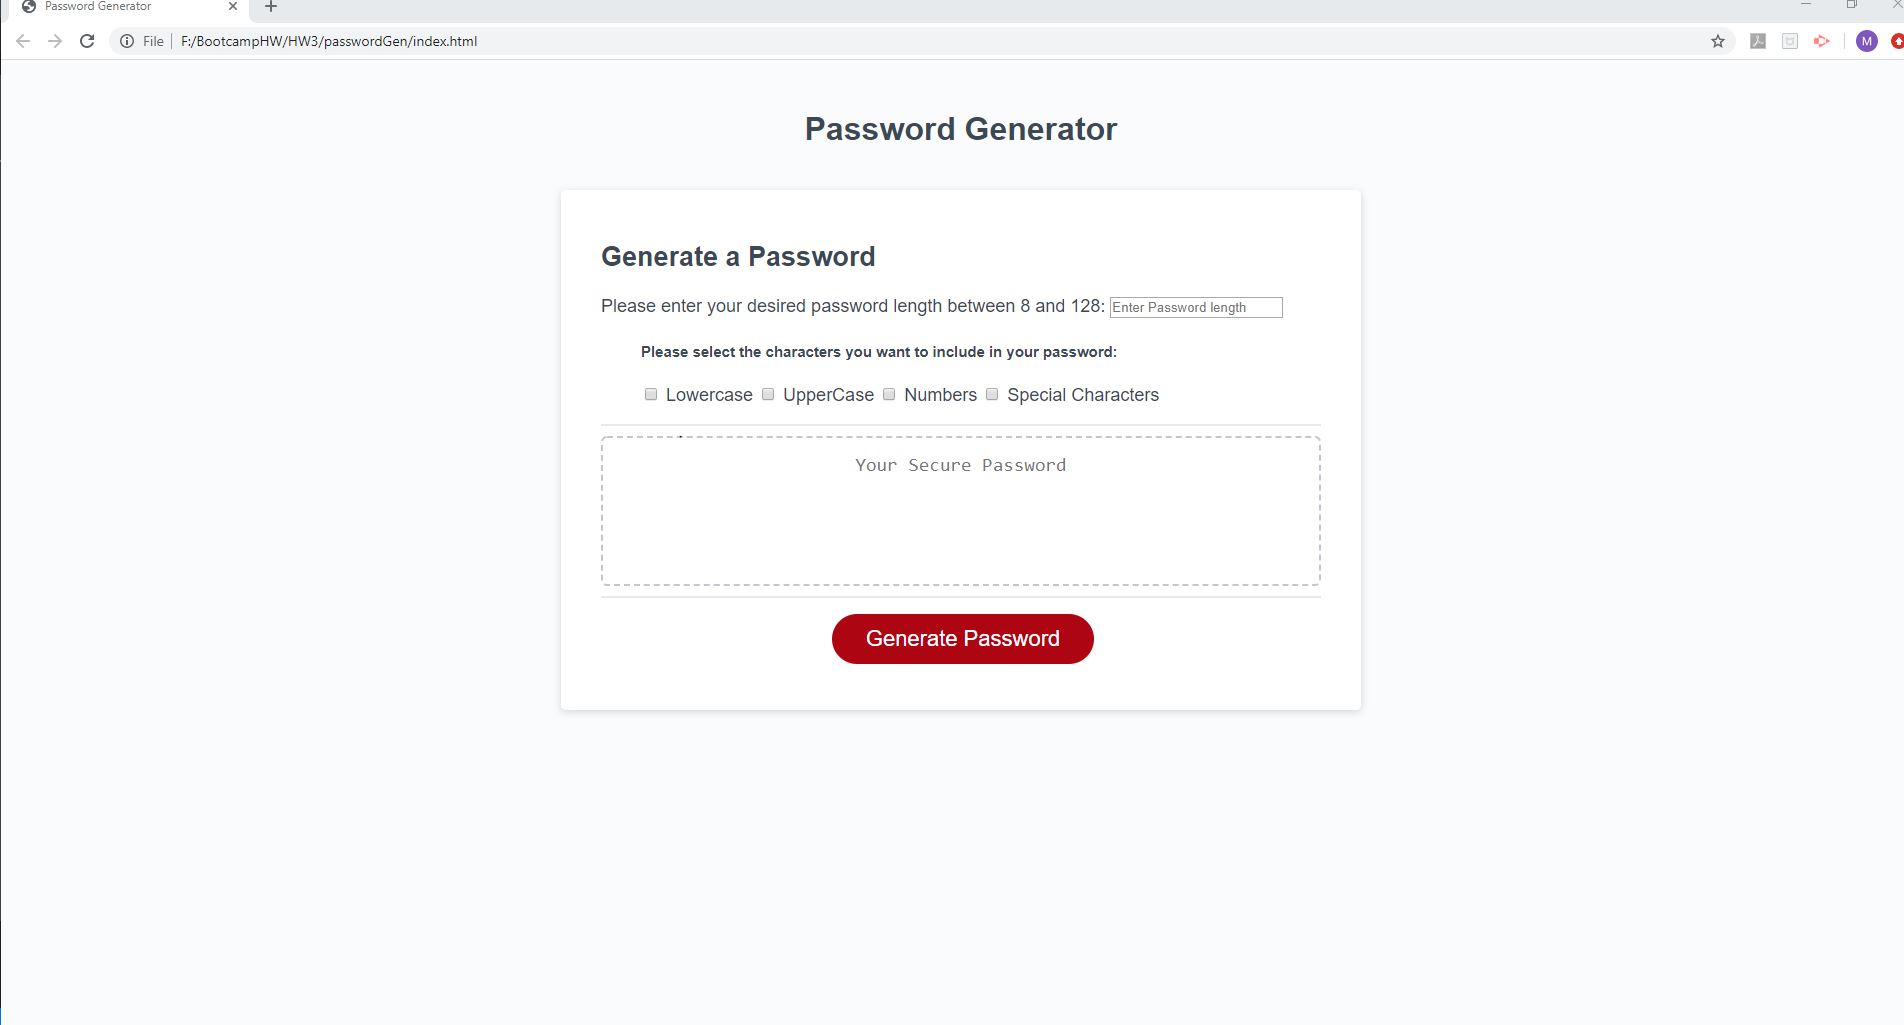 Password Generator
File F:/BootcampHW/HW3/passwordGen/index.html
M
Password Generator
Generate a Password
Please enter your desired password length between 8 and 128: Enter Password length
Please select the characters you want to include in your password:
Lowercase UpperCase Numbers Special Characters
Your Secure Password
Generate Password